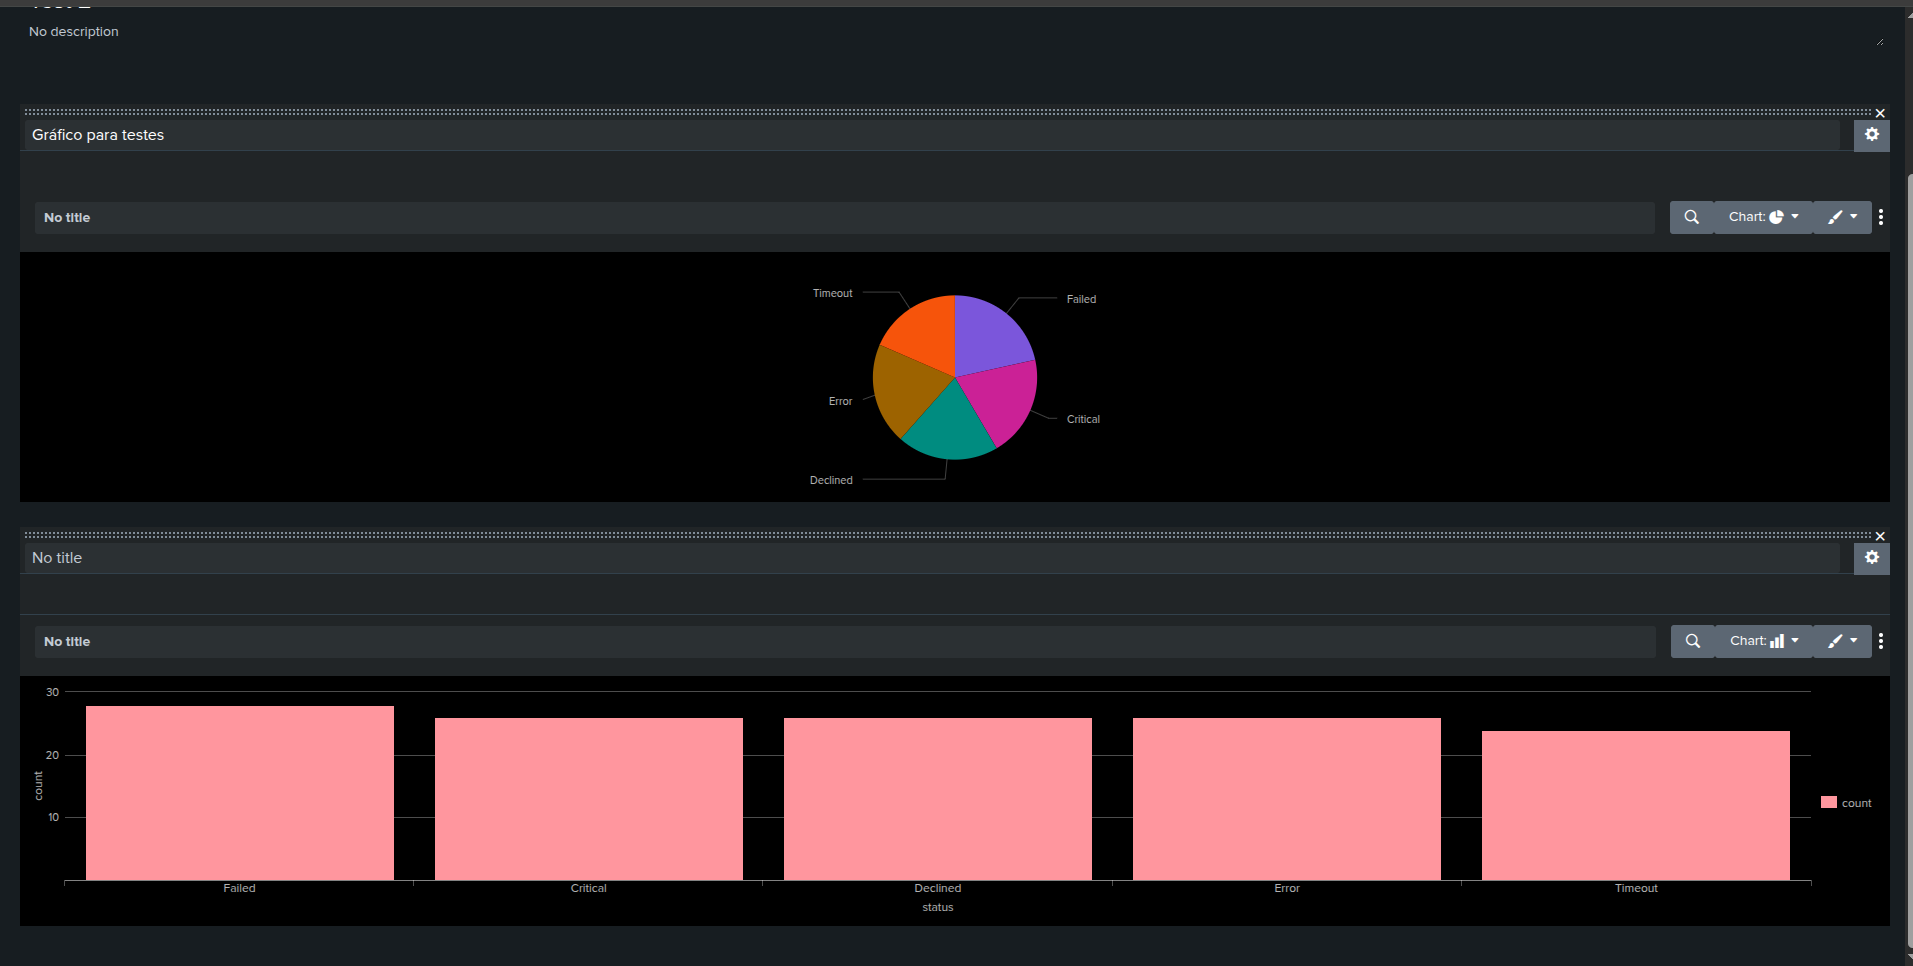 No description
Gráfico para testes
No title
Chart:
Timeout
Failed
Error
Critical
Declined
No title
No title
Chart:
30
20
count
10
count
Failed
Critical
Declined
Error
Timeout
status